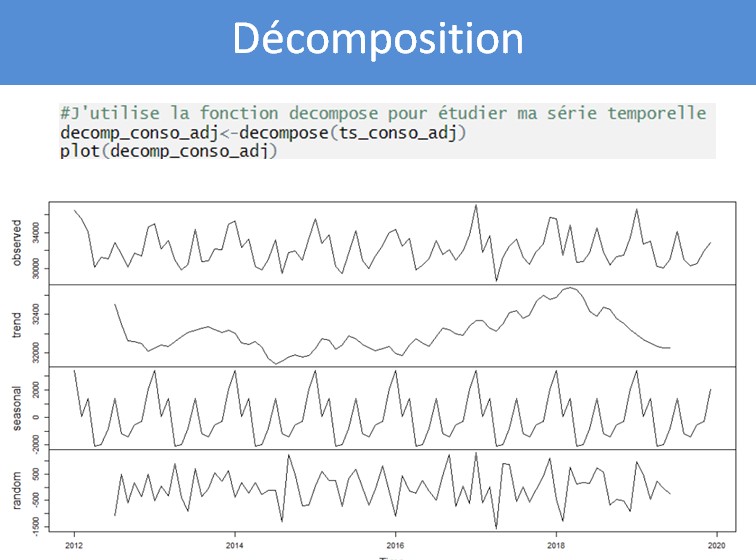 Décomposition
#J'utilise la fonction decompose pour étudier ma série temporelle
decomp_conso_adj<-decompose(ts_conso_adj)
plot(decomp_conso_adj)
observed
34000
30000
trend
32400
32000
seasonal
2000
0
-2000
random
500
-500
-1500
2012
2014
2016
2018
2020